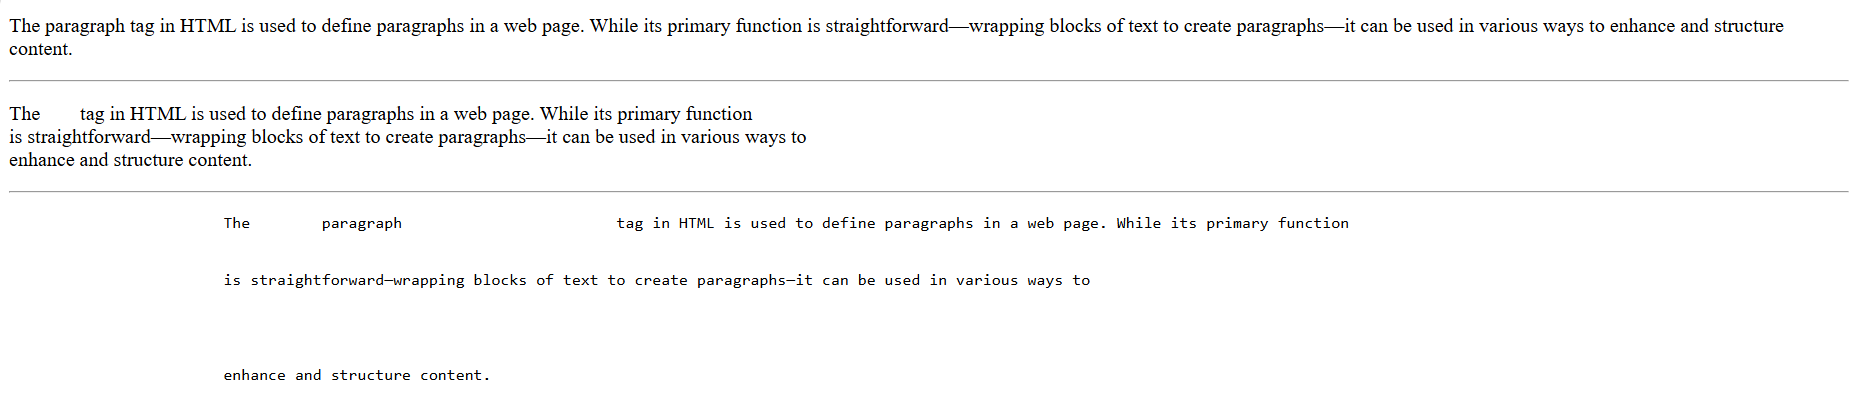 The paragraph tag in HTML is used to define paragraphs in a web page. While its primary function is straightforward—wrapping blocks of text to create paragraphs—it can be used in various ways to enhance and structure
content.
The tag in HTML is used to define paragraphs in a web page. While its primary function
is straightforward—wrapping blocks of text to create paragraphs—it can be used in various ways to
enhance and structure content.
The paragraph tag in HTML is used to define paragraphs in a web page. While its primary function
is straightforward—wrapping blocks of text to create paragraphs—it can be used in various ways to
enhance and structure content.